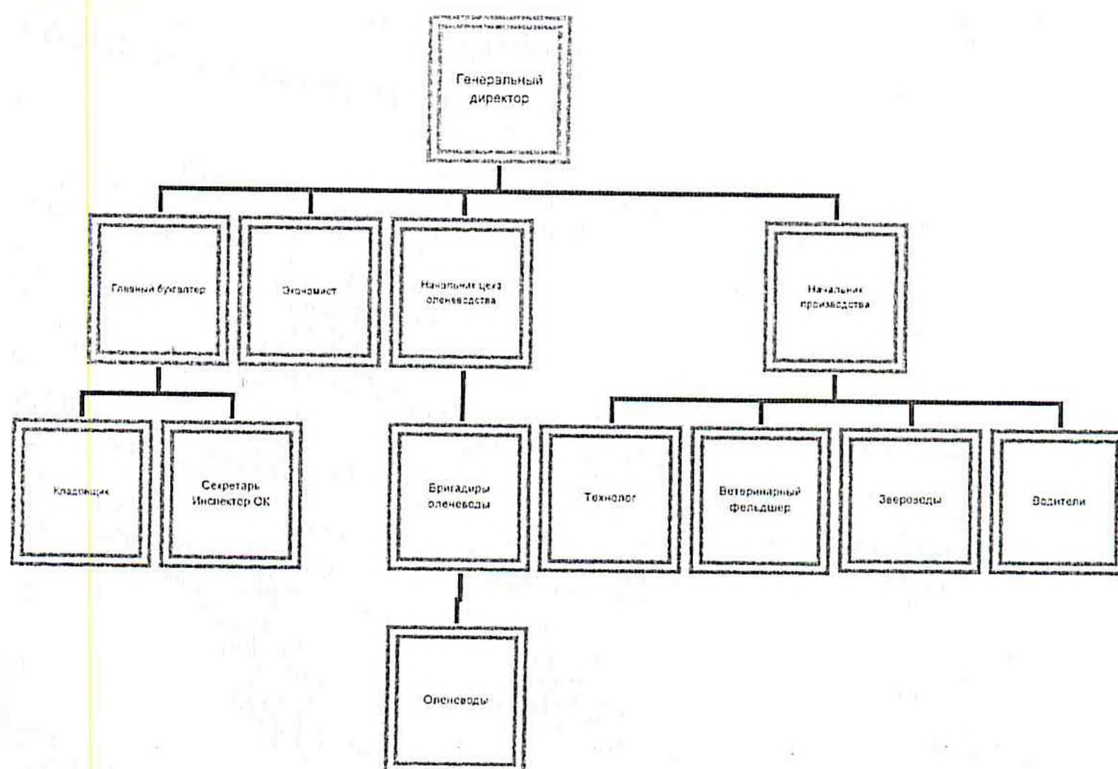 Генеральный
директор
Главный бухгалтер
Экономист
Начальник цеха
оленеводства
Начальник
производства
Кладовщик
Секретарь
Инспектор ОК
Бригадиры
оленеводы
Технолог
Ветеринарный
фельдшер
Звероводы
Водители
Оленеводы